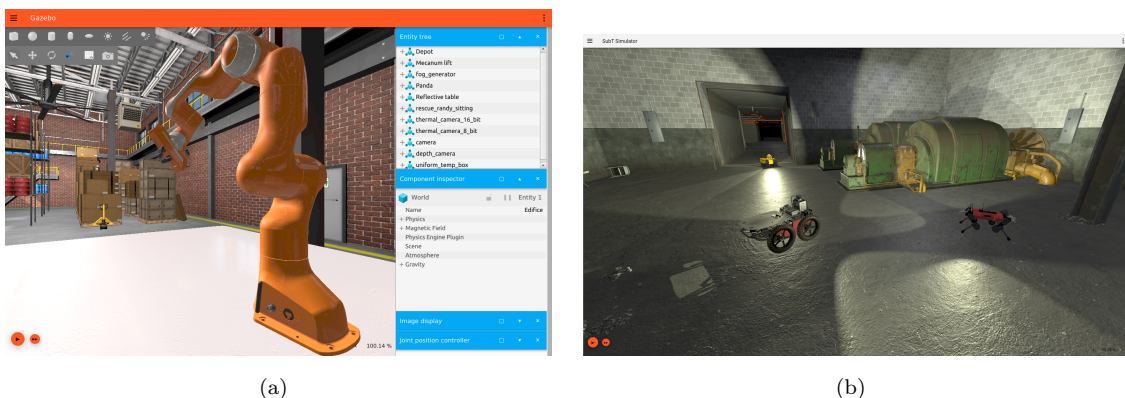 Gazebo
Entity tree
Depot
Mecanum lift
fog_generator
Panda
Reflective table
rescue_randy_sitting
thermal_camera_16_bit
thermal_camera_8_bit
camera
depth_camera
uniform_temp_box
Component inspector
World Entity 1
Name Edifice
Physics
Magnetic Field
Physics Engine Plugin
Scene
Atmosphere
Gravity
Image display
Joint position controller
100.14 %
SubT Simulator
(a)
(b)